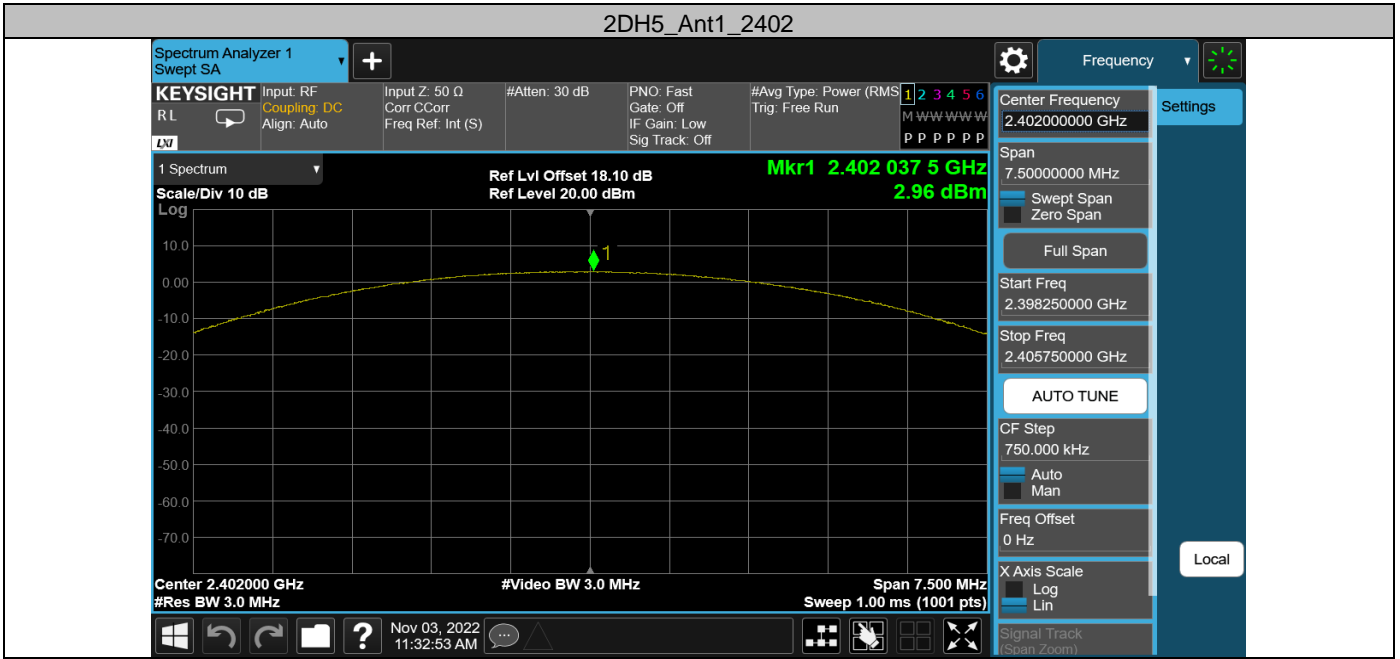 2DH5_Ant1_2402
Spectrum Analyzer 1
Swept SA
Frequency
KEYSIGHT
RL
LXI
Input: RF
Coupling: DC
Align: Auto
Input Z: 50 Ω
Corr CCorr
Freq Ref: Int (S)
#Atten: 30 dB
PNO: Fast
Gate: Off
IF Gain: Low
Sig Track: Off
#Avg Type: Power (RMS
Trig: Free Run
1 2 3 4 5 6
M W W W W W
P P P P P P
1 Spectrum
Scale/Div 10 dB
Log
Ref Lvl Offset 18.10 dB
Ref Level 20.00 dBm
Mkr1 2.402 037 5 GHz
2.96 dBm
1
10.0
0.00
-10.0
-20.0
-30.0
-40.0
-50.0
-60.0
-70.0
Center 2.402000 GHz
#Res BW 3.0 MHz
#Video BW 3.0 MHz
Span 7.500 MHz
Sweep 1.00 ms (1001 pts)
?
Nov 03, 2022
11:32:53 AM
Center Frequency
2.402000000 GHz
Span
7.50000000 MHz
Swept Span
Zero Span
Full Span
Start Freq
2.398250000 GHz
Stop Freq
2.405750000 GHz
AUTO TUNE
CF Step
750.000 kHz
Auto
Man
Freq Offset
0 Hz
X Axis Scale
Log
Lin
Signal Track
(Span Zoom)
Settings
Local